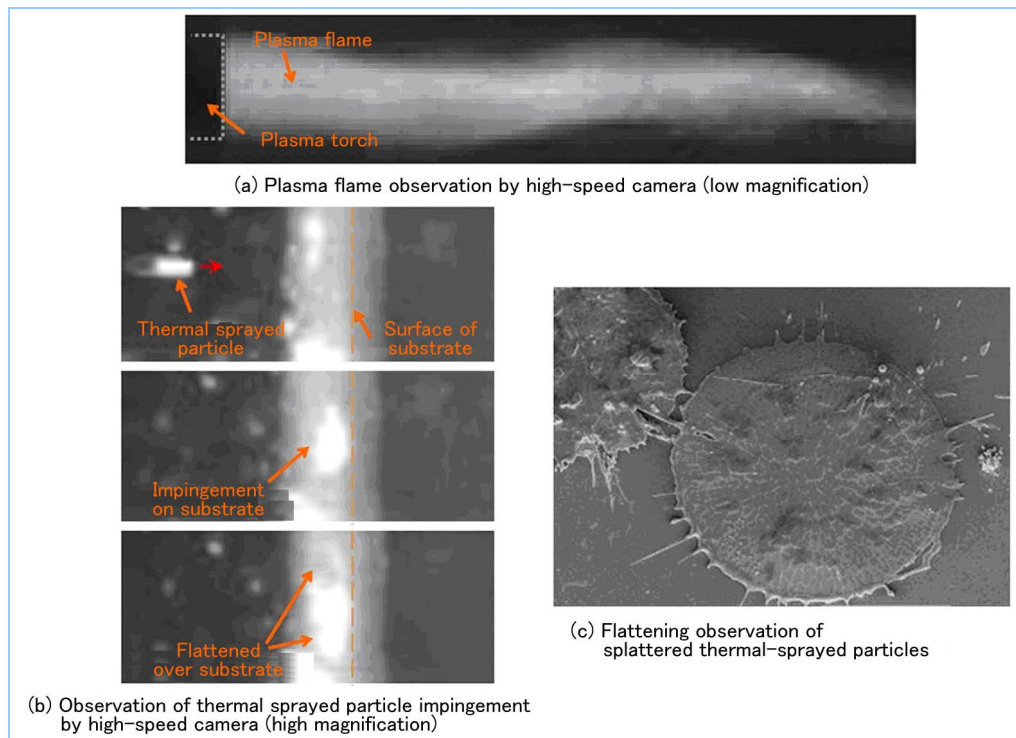 Plasma flame
Plasma torch
(a) Plasma flame observation by high-speed camera (low magnification)
Thermal sprayed
particle
Surface of
substrate
Impingement
on substrate
Flattened
over substrate
(b) Observation of thermal sprayed particle impingement
by high-speed camera (high magnification)
(c) Flattening observation of
splattered thermal-sprayed particles